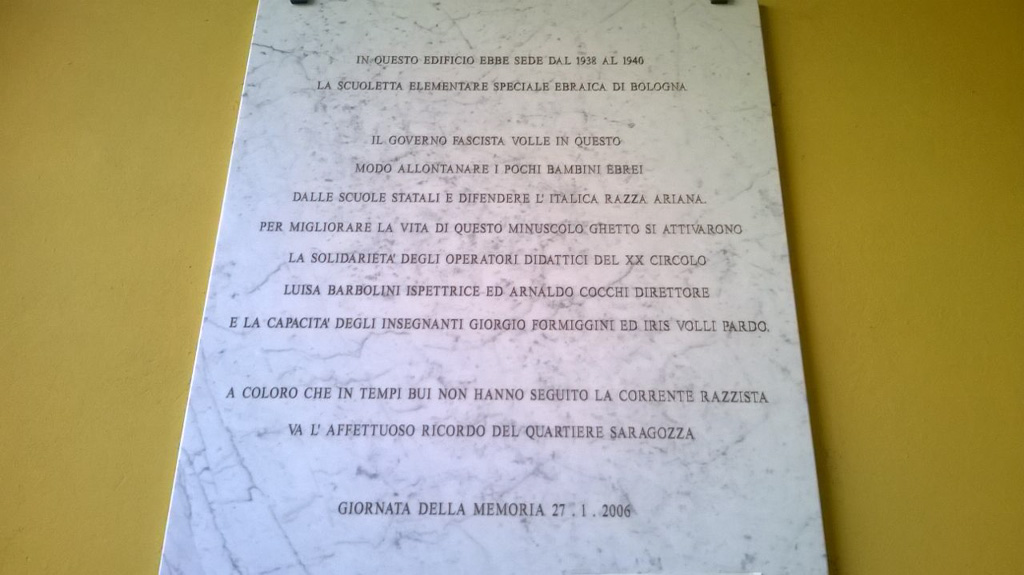 IN QUESTO EDIFICIO EBBE SEDE DAL 1938 AL 1940
LA SCUOLETTA ELEMENTARE SPECIALE EBRAICA DI BOLOGNA
IL GOVERNO FASCISTA VOLLE IN QUESTO
MODO ALLONTANARE I POCHI BAMBINI EBREI
DALLE SCUOLE STATALI E DIFENDERE L' ITALICA RAZZA ARIANA.
PER MIGLIORARE LA VITA DI QUESTO MINUSCOLO GHETTO SI ATTIVARONO
LA SOLIDARIETA' DEGLI OPERATORI DIDATTICI DEL XX CIRCOLO
LUISA BARBOLINI ISPETTRICE ED ARNALDO COCCHI DIRETTORE
E LA CAPACITA' DEGLI INSEGNANTI GIORGIO FORMIGGINI ED IRIS VOLLI PARDO.
A COLORO CHE IN TEMPI BUI NON HANNO SEGUITO LA CORRENTE RAZZISTA
VA L' AFFETTUOSO RICORDO DEL QUARTIERE SARAGOZZA
GIORNATA DELLA MEMORIA 27 . 1 . 2006